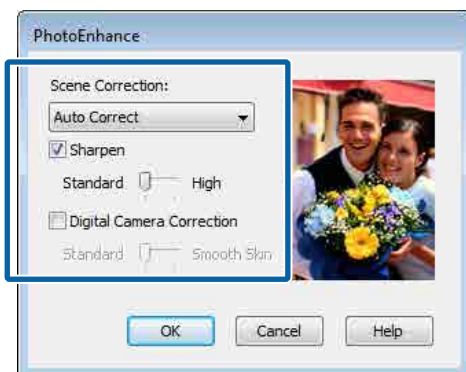 PhotoEnhance
Scene Correction:
Auto Correct
Sharpen
Standard High
Digital Camera Correction
Standard Smooth Skin
OK Cancel Help